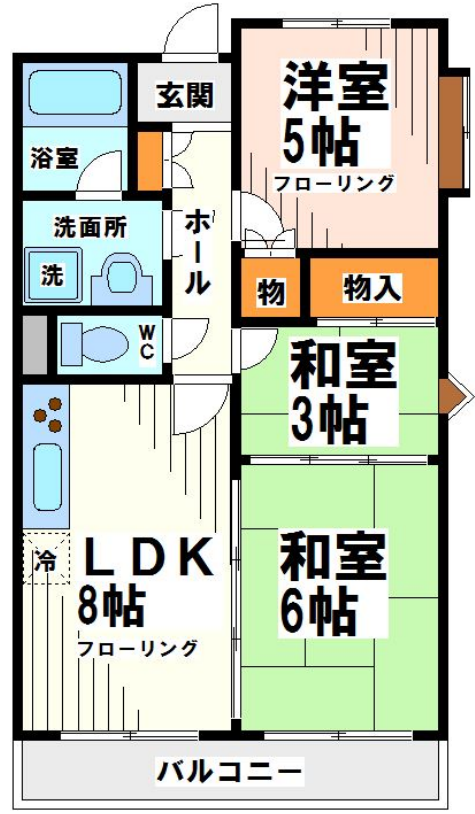 玄関
洋室
5帖
フローリング
浴室
洗面所
洗
ホール
物
物入
WC
和室
3帖
冷
LDK
8帖
フローリング
和室
6帖
バルコニー